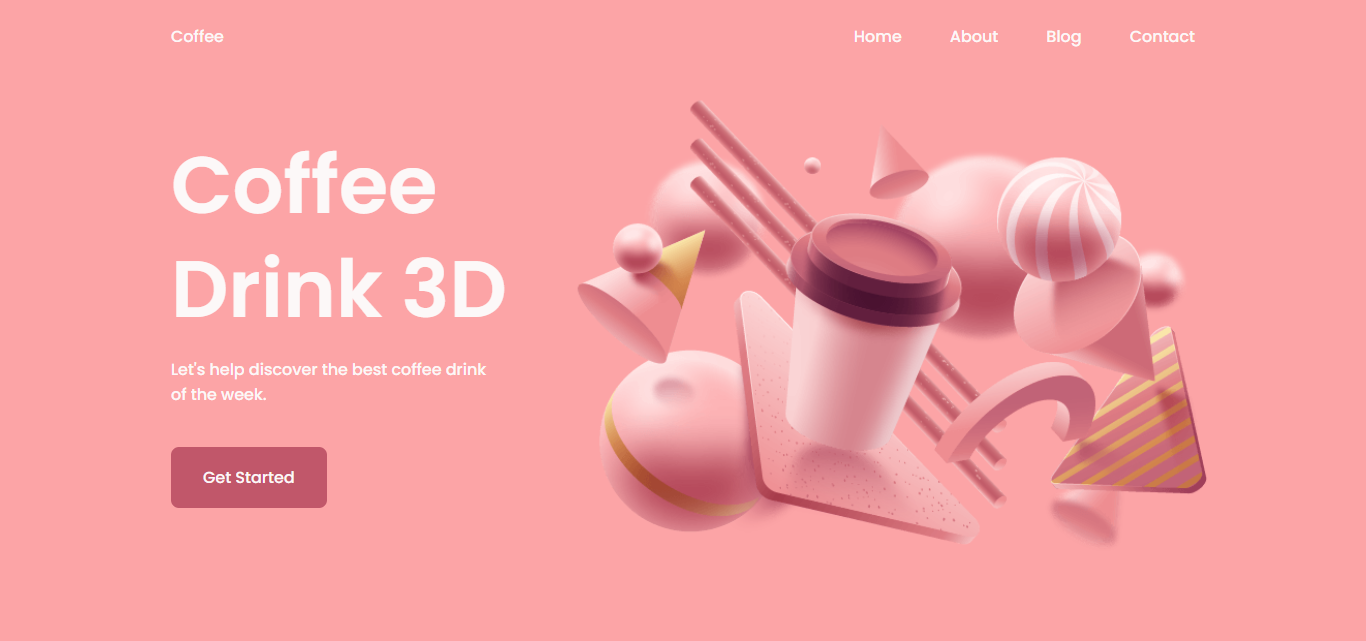 Coffee
Home
About
Blog
Contact
Coffee
Drink 3D
Let's help discover the best coffee drink
of the week.
Get Started